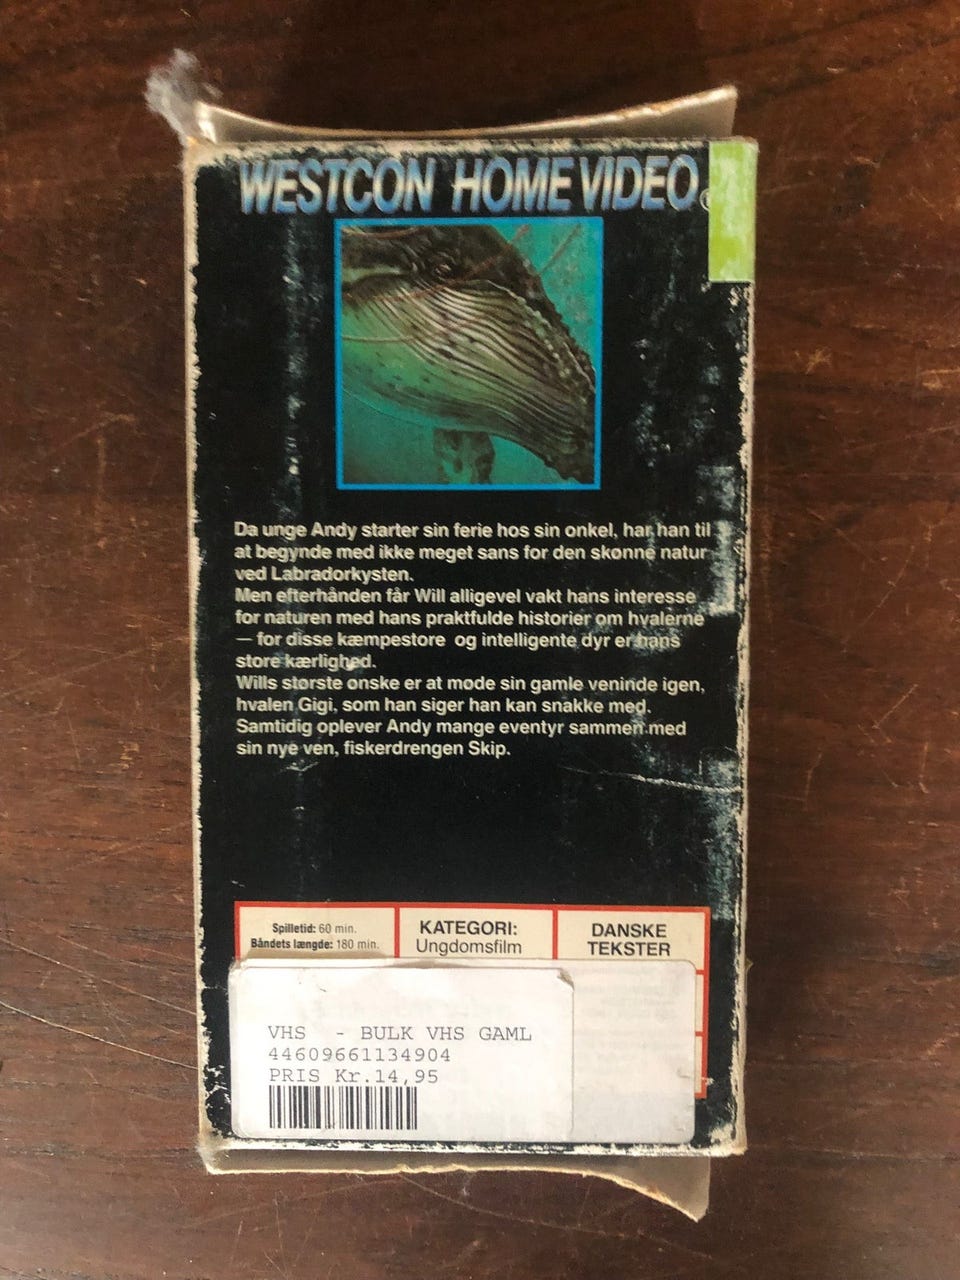 WESTCON HOME VIDEO
Da unge Andy starter sin ferie hos sin onkel, har han til
at begynde med ikke meget sans for den skønne natur
ved Labradorkysten.
Men efterhånden får Will alligevel vakt hans interesse
for naturen med hans praktfulde historier om hvalerne
— for disse kæmpestore og intelligente dyr er hans
store kærlighed.
Wills største ønske er at møde sin gamle veninde igen,
hvalen Gigi, som han siger han kan snakke med.
Samtidig oplever Andy mange eventyr sammen med
sin nye ven, fiskerdrengen Skip.
Spilletid: 60 min.
Båndets længde: 180 min.
KATEGORI:
Ungdomsfilm
DANSKE
TEKSTER
VHS - BULK VHS GAML
44609661134904
PRIS Kr.14,95